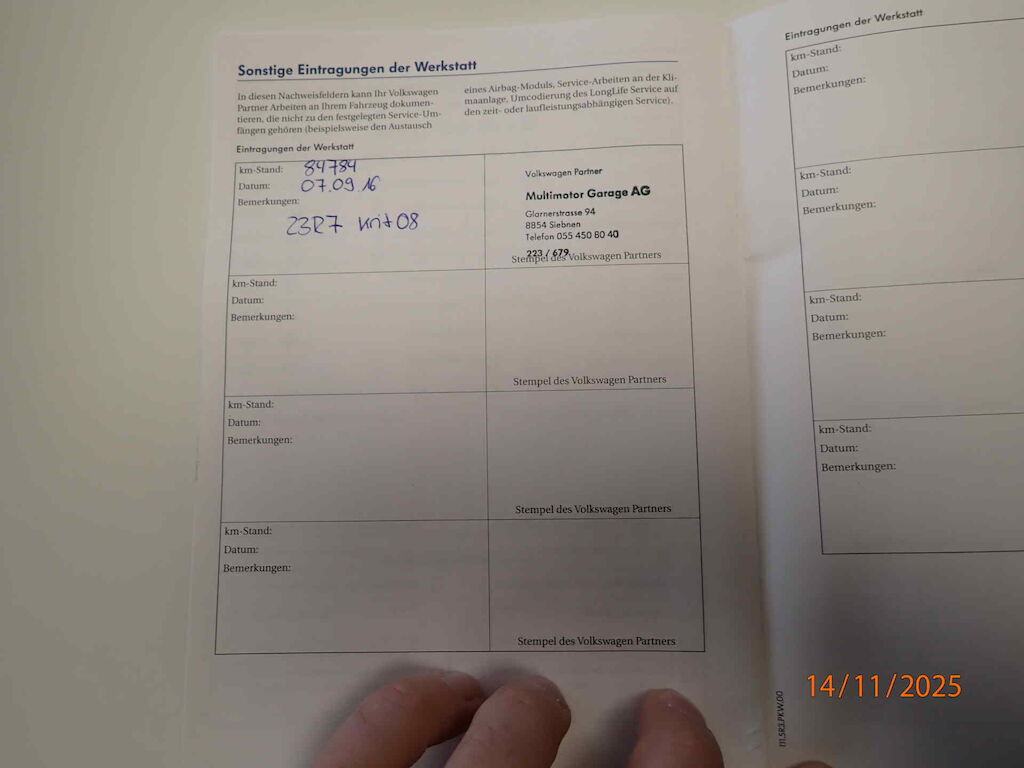 Sonstige Eintragungen der Werkstatt
In diesen Nachweisfeldern kann Ihr Volkswagen
Partner Arbeiten an Ihrem Fahrzeug dokumen-
tieren, die nicht zu den festgelegten Service-Um-
fängen gehören (beispielsweise den Austausch
eines Airbag-Moduls, Service-Arbeiten an der Kli-
maanlage, Umcodierung des LongLife Service auf
den zeit- oder laufleistungsabhängigen Service).
Eintragungen der Werkstatt
km-Stand: 84784
Datum: 07.09.16
Bemerkungen:
23R7 Krit 08
Volkswagen Partner
Multimotor Garage AG
Glarnerstrasse 94
8854 Siebnen
Telefon 055 450 80 40
223 / 679
Stempel des Volkswagen Partners
km-Stand:
Datum:
Bemerkungen:
Stempel des Volkswagen Partners
km-Stand:
Datum:
Bemerkungen:
Stempel des Volkswagen Partners
km-Stand:
Datum:
Bemerkungen:
Stempel des Volkswagen Partners
Eintragungen der Werkstatt
km-Stand:
Datum:
Bemerkungen:
km-Stand:
Datum:
Bemerkungen:
km-Stand:
Datum:
Bemerkungen:
km-Stand:
Datum:
Bemerkungen:
14/11/2025